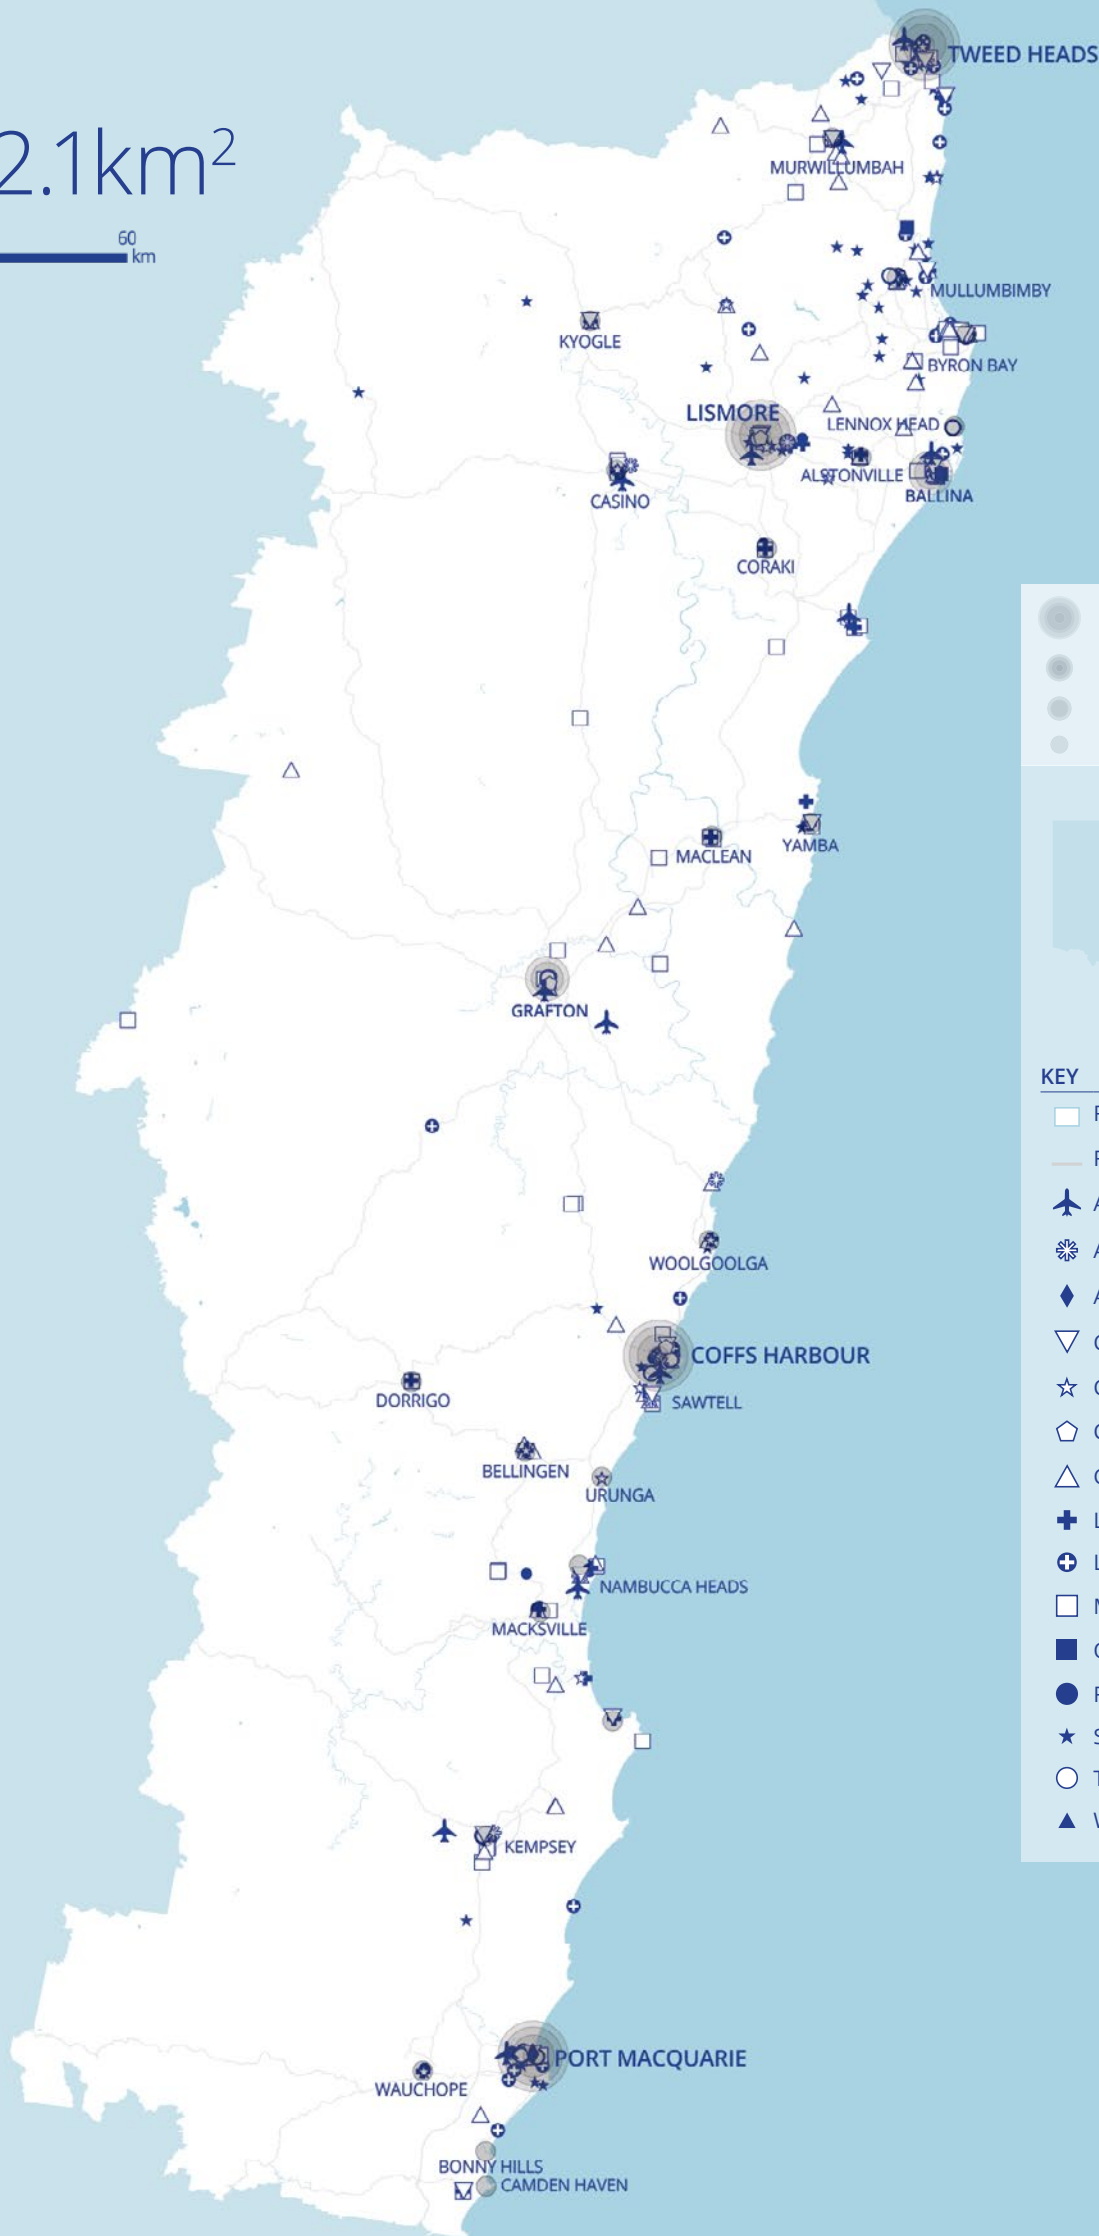 TWEED HEADS
2.1km²
MURWILLUMBAH
60
km
MULLUMBIMBY
KYOGLE
BYRON BAY
LISMORE
LENNOX HEAD
ALSTONVILLE
CASINO
BALLINA
CORAKI
YAMBA
MACLEAN
GRAFTON
KEY
WOOLGOOLGA
COFFS HARBOUR
DORRIGO
SAWTELL
BELLINGEN
URUNGA
NAMBUCCA HEADS
MACKSVILLE
KEMPSEY
PORT MACQUARIE
WAUCHOPE
BONNY HILLS
CAMDEN HAVEN